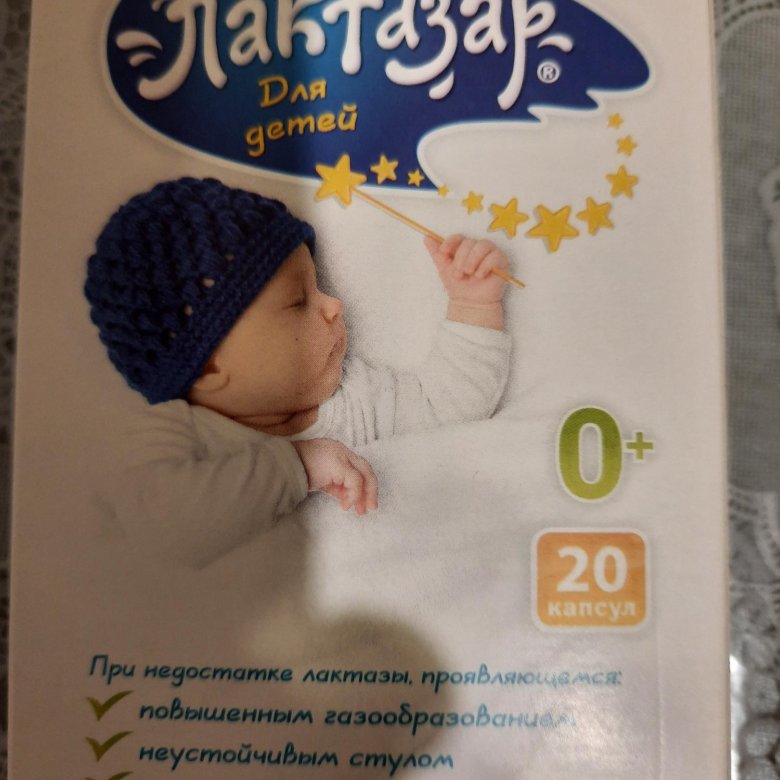 Лактазар®
Для
детей
0+
20
капсул
При недостатке лактазы, проявляющемся:
повышенным газообразованием
неустойчивым стулом